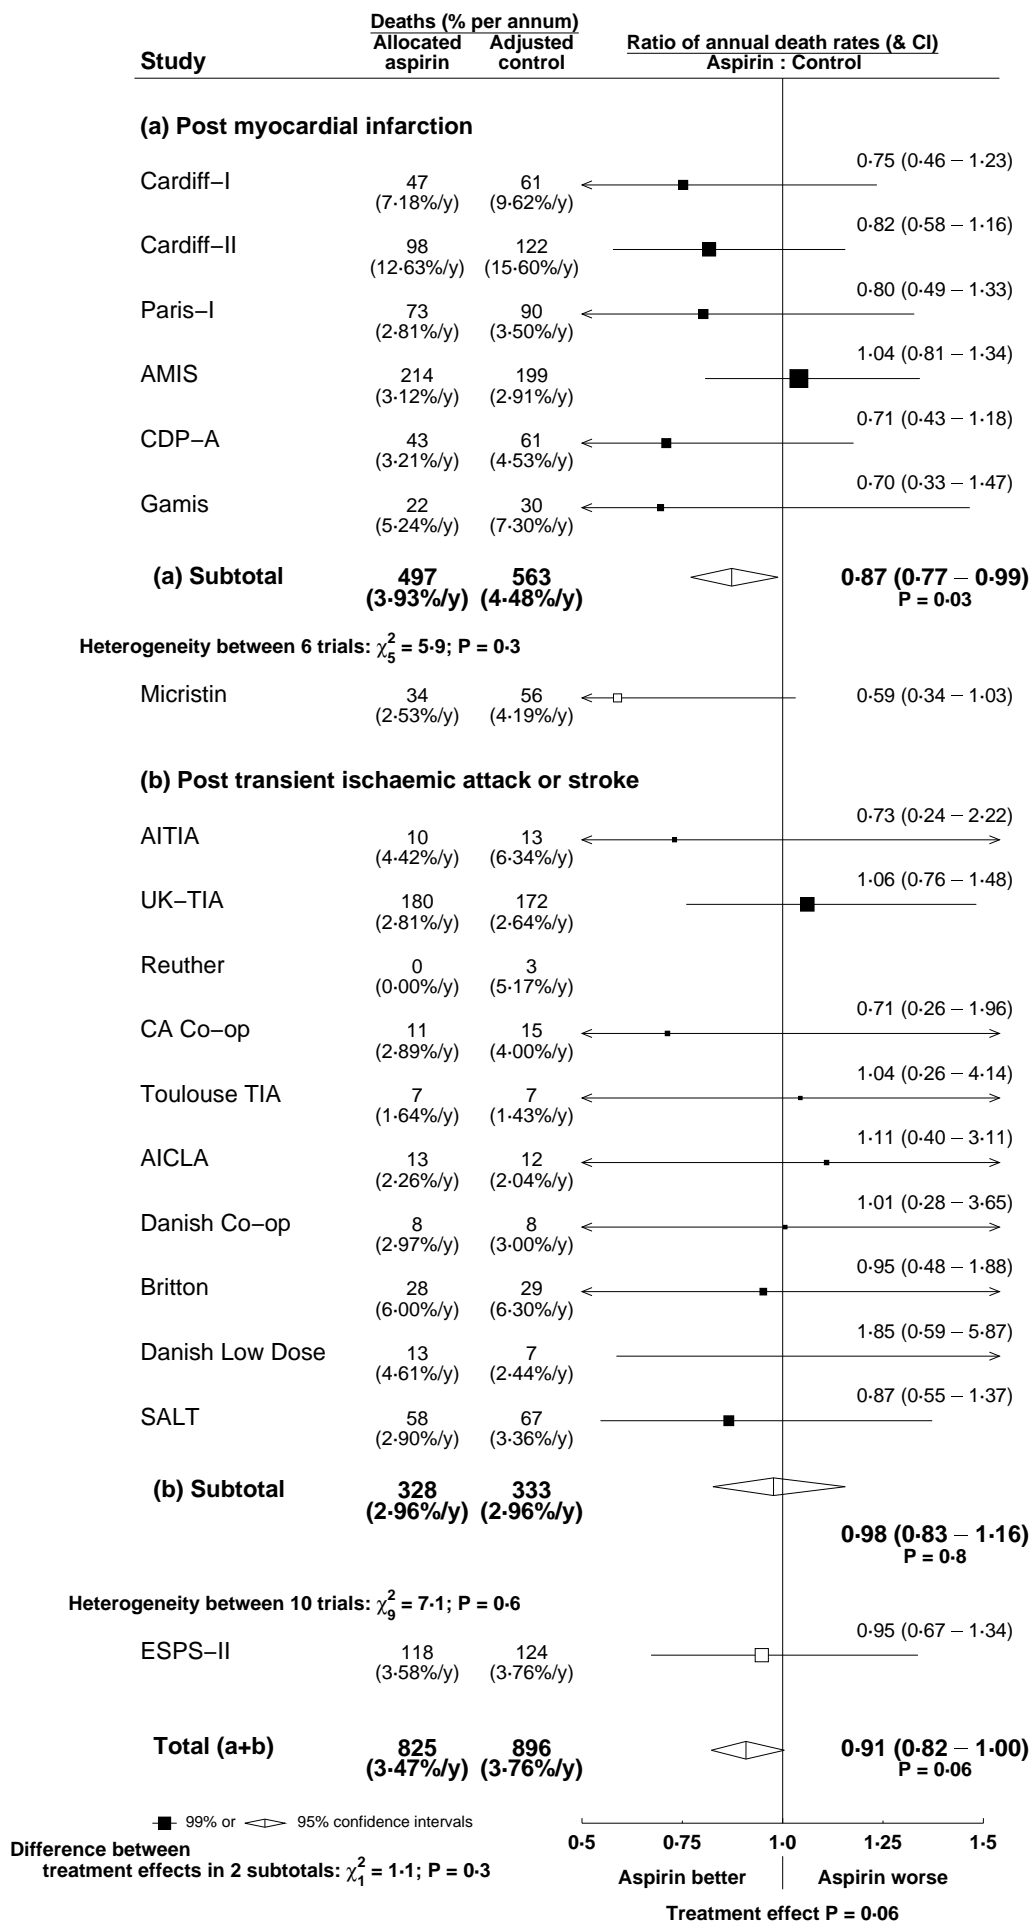 Deaths (% per annum)
Allocated aspirin Adjusted control Ratio of annual death rates (& CI)
Study Aspirin : Control
(a) Post myocardial infarction
0·75 (0·46 − 1·23)
Cardiff−I 47 61
(7·18%/y) (9·62%/y)
0·82 (0·58 − 1·16)
Cardiff−II 98 122
(12·63%/y) (15·60%/y)
0·80 (0·49 − 1·33)
Paris−I 73 90
(2·81%/y) (3·50%/y)
1·04 (0·81 − 1·34)
AMIS 214 199
(3·12%/y) (2·91%/y)
0·71 (0·43 − 1·18)
CDP−A 43 61
(3·21%/y) (4·53%/y)
0·70 (0·33 − 1·47)
Gamis 22 30
(5·24%/y) (7·30%/y)
(a) Subtotal 497 563 0·87 (0·77 − 0·99)
(3·93%/y) (4·48%/y) P = 0·03
Heterogeneity between 6 trials: χ²₅ = 5·9; P = 0·3
Micristin 34 56 0·59 (0·34 − 1·03)
(2·53%/y) (4·19%/y)
(b) Post transient ischaemic attack or stroke
0·73 (0·24 − 2·22)
AITIA 10 13
(4·42%/y) (6·34%/y)
1·06 (0·76 − 1·48)
UK−TIA 180 172
(2·81%/y) (2·64%/y)
Reuther 0 3
(0·00%/y) (5·17%/y)
0·71 (0·26 − 1·96)
CA Co−op 11 15
(2·89%/y) (4·00%/y)
1·04 (0·26 − 4·14)
Toulouse TIA 7 7
(1·64%/y) (1·43%/y)
1·11 (0·40 − 3·11)
AICLA 13 12
(2·26%/y) (2·04%/y)
1·01 (0·28 − 3·65)
Danish Co−op 8 8
(2·97%/y) (3·00%/y)
0·95 (0·48 − 1·88)
Britton 28 29
(6·00%/y) (6·30%/y)
1·85 (0·59 − 5·87)
Danish Low Dose 13 7
(4·61%/y) (2·44%/y)
0·87 (0·55 − 1·37)
SALT 58 67
(2·90%/y) (3·36%/y)
(b) Subtotal 328 333
(2·96%/y) (2·96%/y)
0·98 (0·83 − 1·16)
P = 0·8
Heterogeneity between 10 trials: χ²₉ = 7·1; P = 0·6
0·95 (0·67 − 1·34)
ESPS−II 118 124
(3·58%/y) (3·76%/y)
Total (a+b) 825 896 0·91 (0·82 − 1·00)
(3·47%/y) (3·76%/y) P = 0·06
99% or 95% confidence intervals
0·5 0·75 1·0 1·25 1·5
Difference between
treatment effects in 2 subtotals: χ²₁ = 1·1; P = 0·3
Aspirin better Aspirin worse
Treatment effect P = 0·06